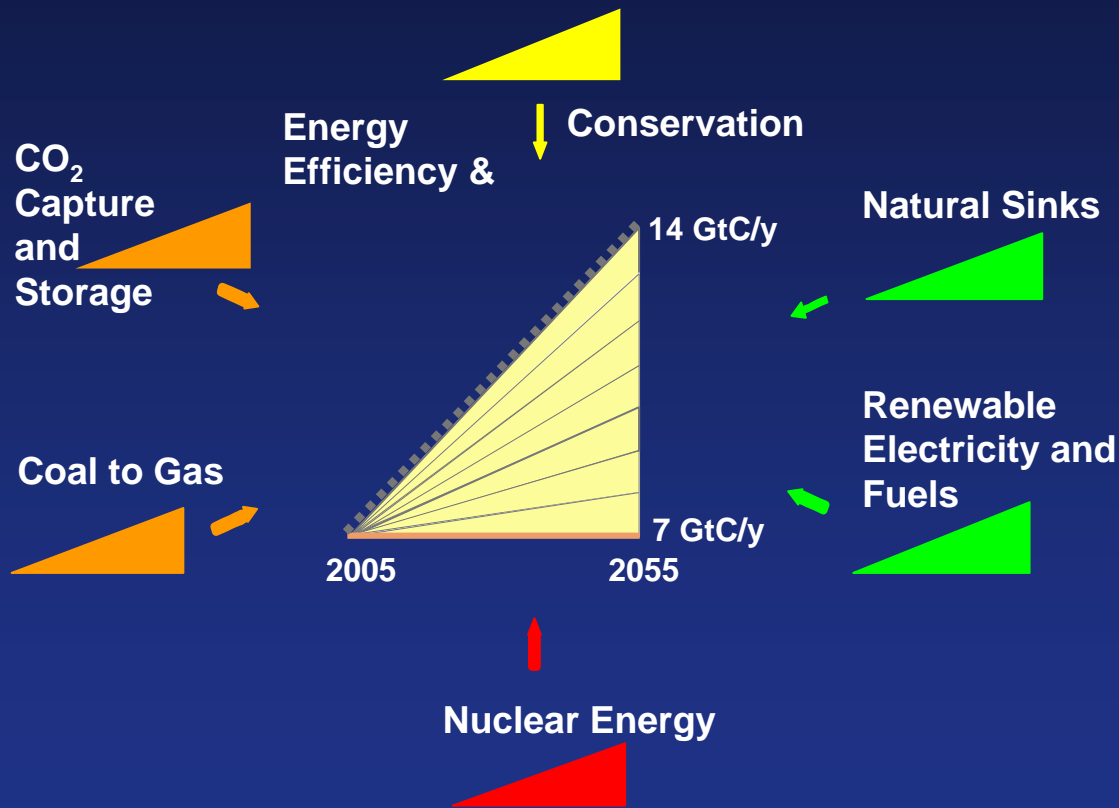 Energy
Efficiency &
Conservation
CO₂
Capture
and
Storage
Natural Sinks
14 GtC/y
Renewable
Electricity and
Fuels
Coal to Gas
7 GtC/y
2005
2055
Nuclear Energy